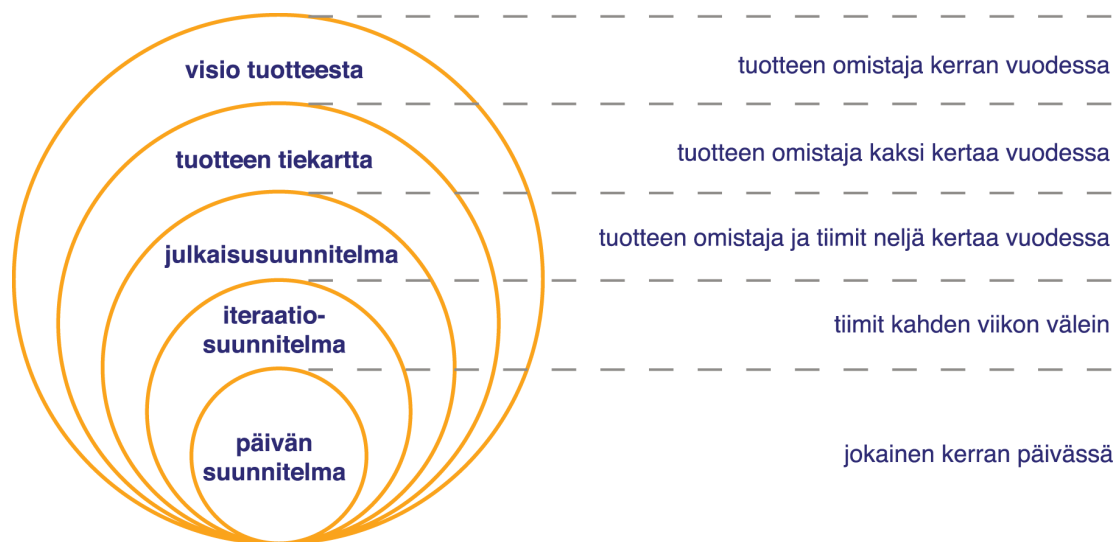 visio tuotteesta
tuotteen omistaja kerran vuodessa
tuotteen tiekartta
tuotteen omistaja kaksi kertaa vuodessa
julkaisusuunnitelma
tuotteen omistaja ja tiimit neljä kertaa vuodessa
iteraatio-
suunnitelma
tiimit kahden viikon välein
päivän
suunnitelma
jokainen kerran päivässä